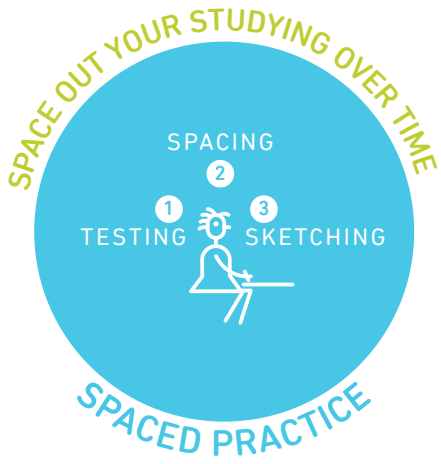 SPACE OUT YOUR STUDYING OVER TIME
SPACING
2
1
3
TESTING
SKETCHING
SPACED PRACTICE